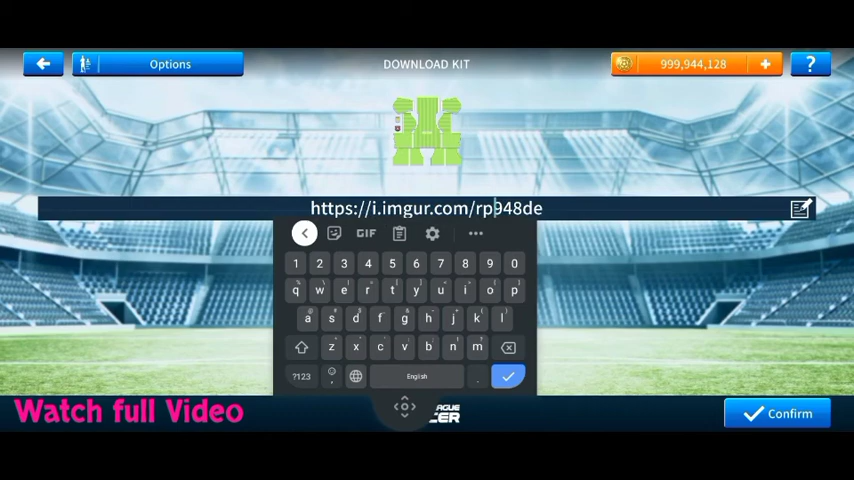 Options
DOWNLOAD KIT
999,944,128 + ?
https://i.imgur.com/rp948de
GIF
1 2 3 4 5 6 7 8 9 0
q w e r t y u i o p
a s d f g h j k l
z x c v b n m
?123 , English .
Watch full Video
Confirm